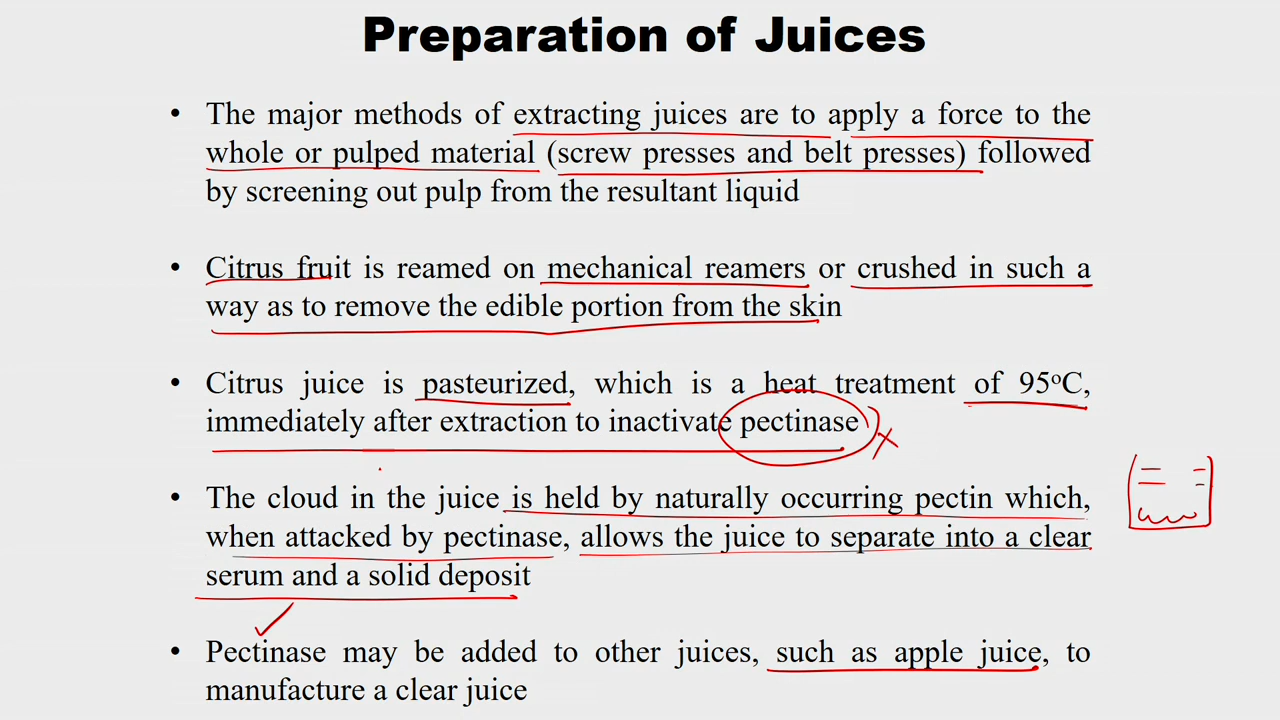 Preparation of Juices
• The major methods of extracting juices are to apply a force to the
whole or pulped material (screw presses and belt presses) followed
by screening out pulp from the resultant liquid
• Citrus fruit is reamed on mechanical reamers or crushed in such a
way as to remove the edible portion from the skin
• Citrus juice is pasteurized, which is a heat treatment of 95ºC,
immediately after extraction to inactivate pectinase
• The cloud in the juice is held by naturally occurring pectin which,
when attacked by pectinase, allows the juice to separate into a clear
serum and a solid deposit
• Pectinase may be added to other juices, such as apple juice, to
manufacture a clear juice